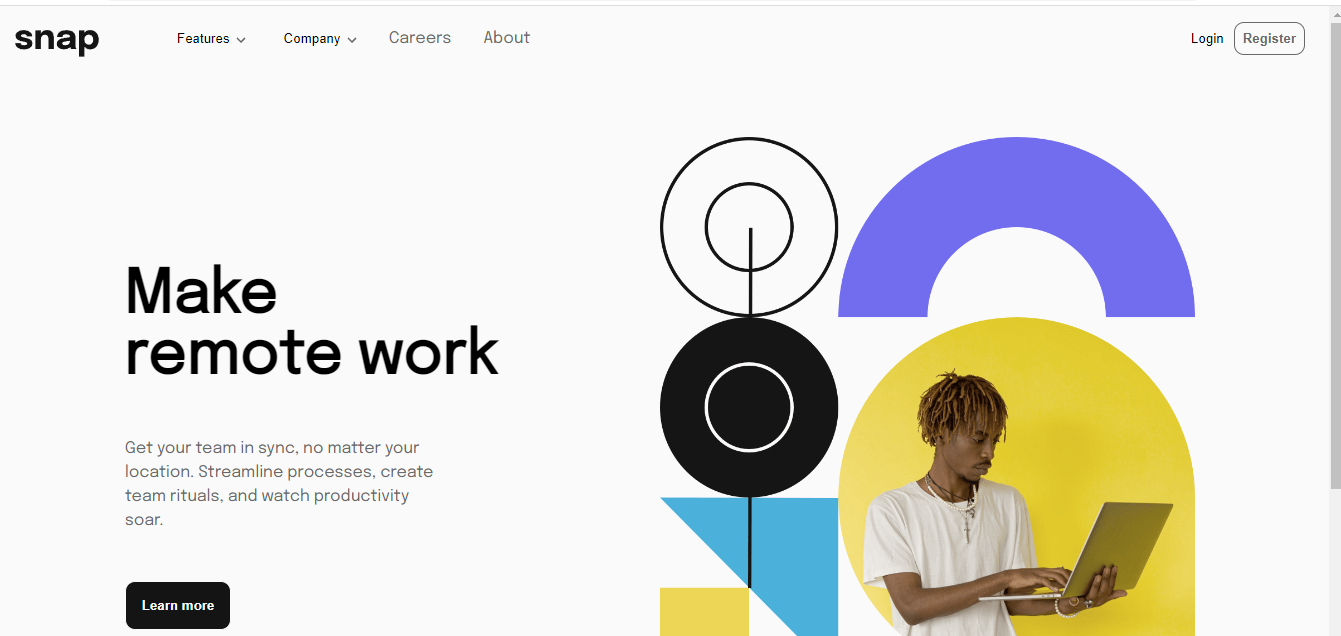 snap
Features
Company
Careers
About
Login
Register
Make
remote work
Get your team in sync, no matter your
location. Streamline processes, create
team rituals, and watch productivity
soar.
Learn more